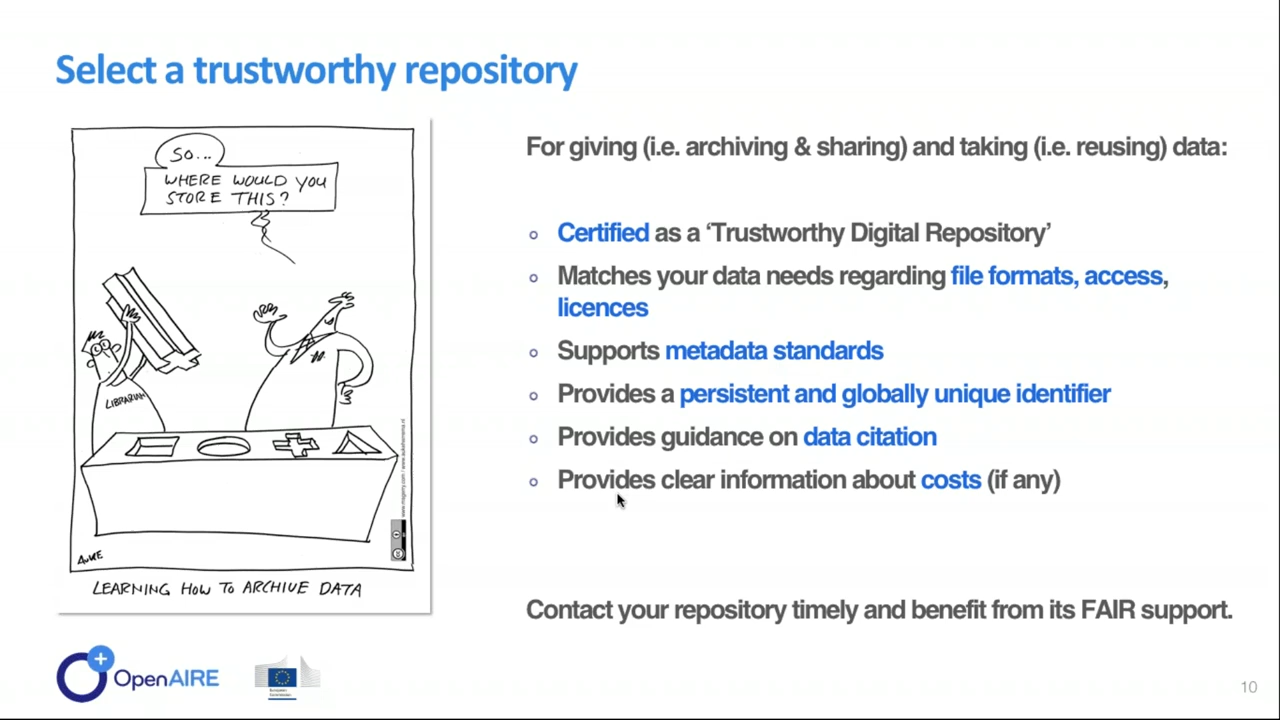 Select a trustworthy repository
SO...
WHERE WOULD YOU
STORE THIS?
LIBRARIAN
AUKE
LEARNING HOW TO ARCHIVE DATA
For giving (i.e. archiving & sharing) and taking (i.e. reusing) data:
Certified as a ‘Trustworthy Digital Repository’
Matches your data needs regarding file formats, access,
licences
Supports metadata standards
Provides a persistent and globally unique identifier
Provides guidance on data citation
Provides clear information about costs (if any)
Contact your repository timely and benefit from its FAIR support.
OpenAIRE
European
Commission
10